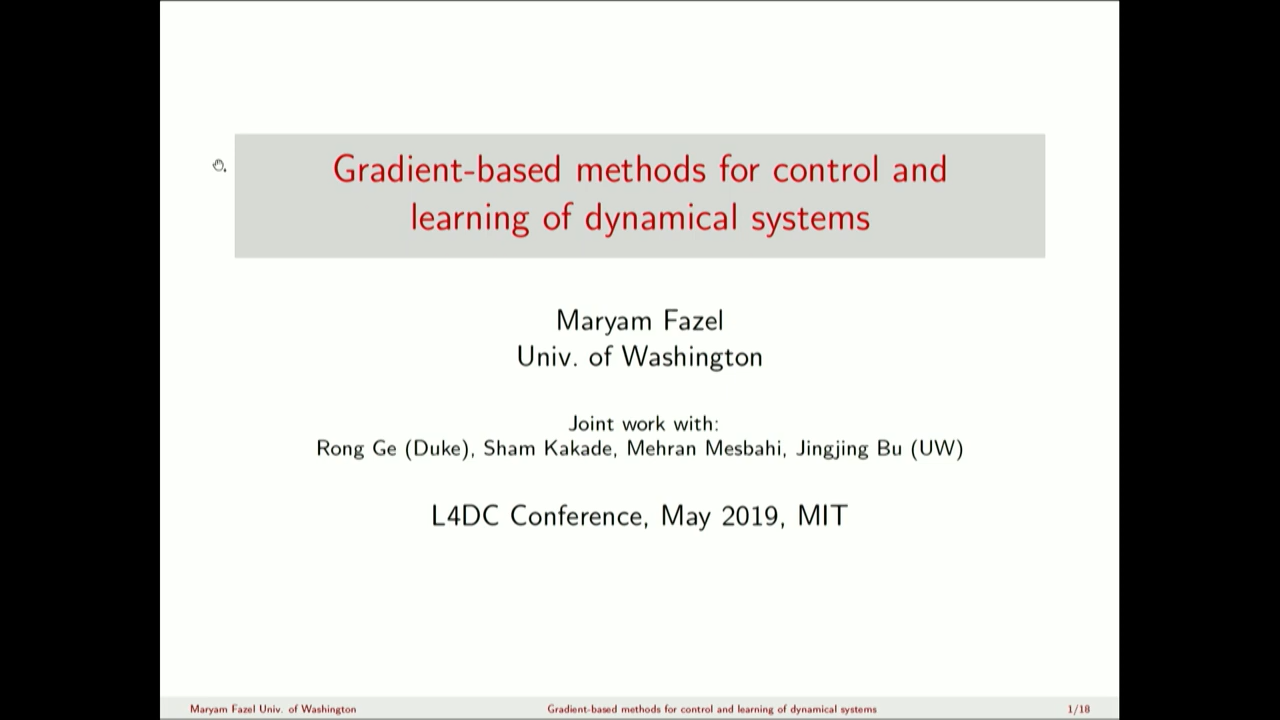 Gradient-based methods for control and
learning of dynamical systems
Maryam Fazel
Univ. of Washington
Joint work with:
Rong Ge (Duke), Sham Kakade, Mehran Mesbahi, Jingjing Bu (UW)
L4DC Conference, May 2019, MIT
Maryam Fazel Univ. of Washington
Gradient-based methods for control and learning of dynamical systems
1/18